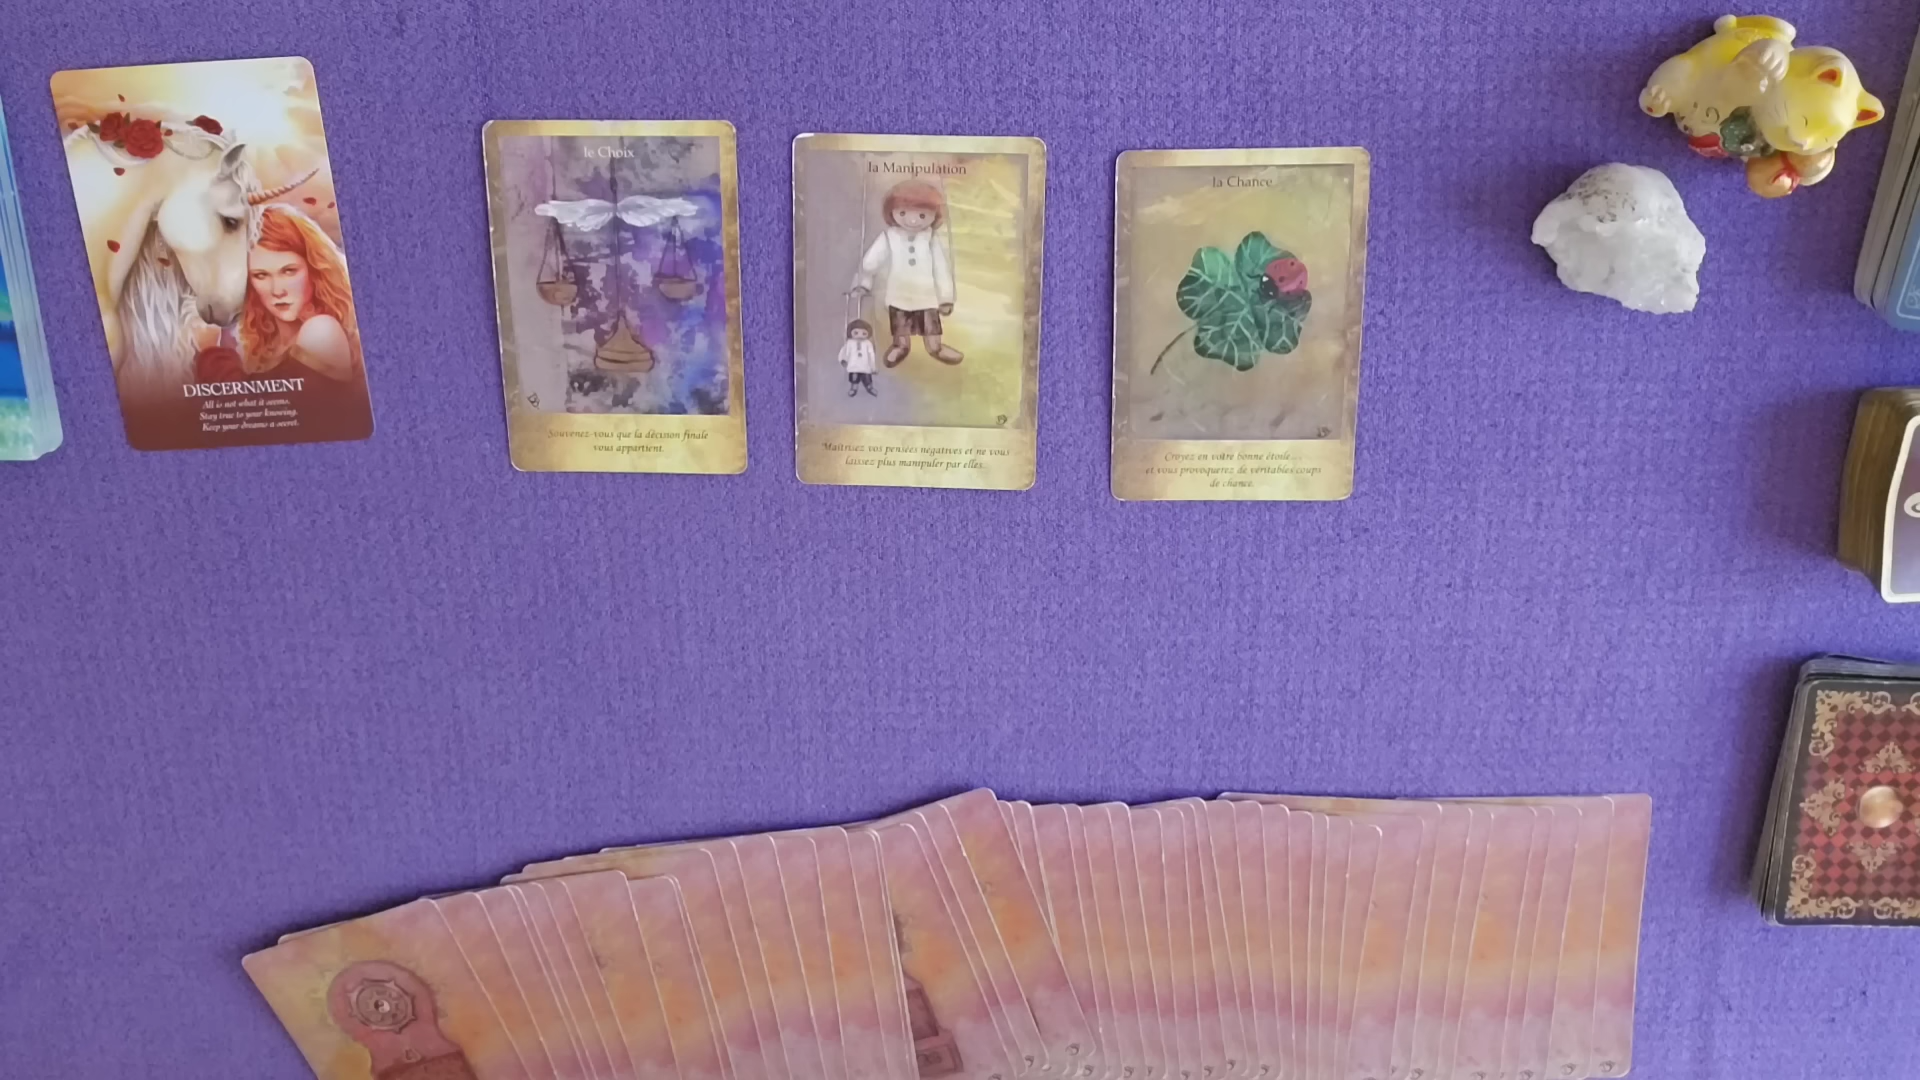 DISCERNMENT
All is not what it seems.
Stay true to your knowing.
Keep your dreams a secret.
le Choix
Souvenez-vous que la décision finale
vous appartient.
la Manipulation
Maîtrisez vos pensées négatives et ne vous
laissez plus manipuler par elles.
la Chance
Croyez en votre bonne étoile...
et vous provoquerez de véritables coups
de chance.